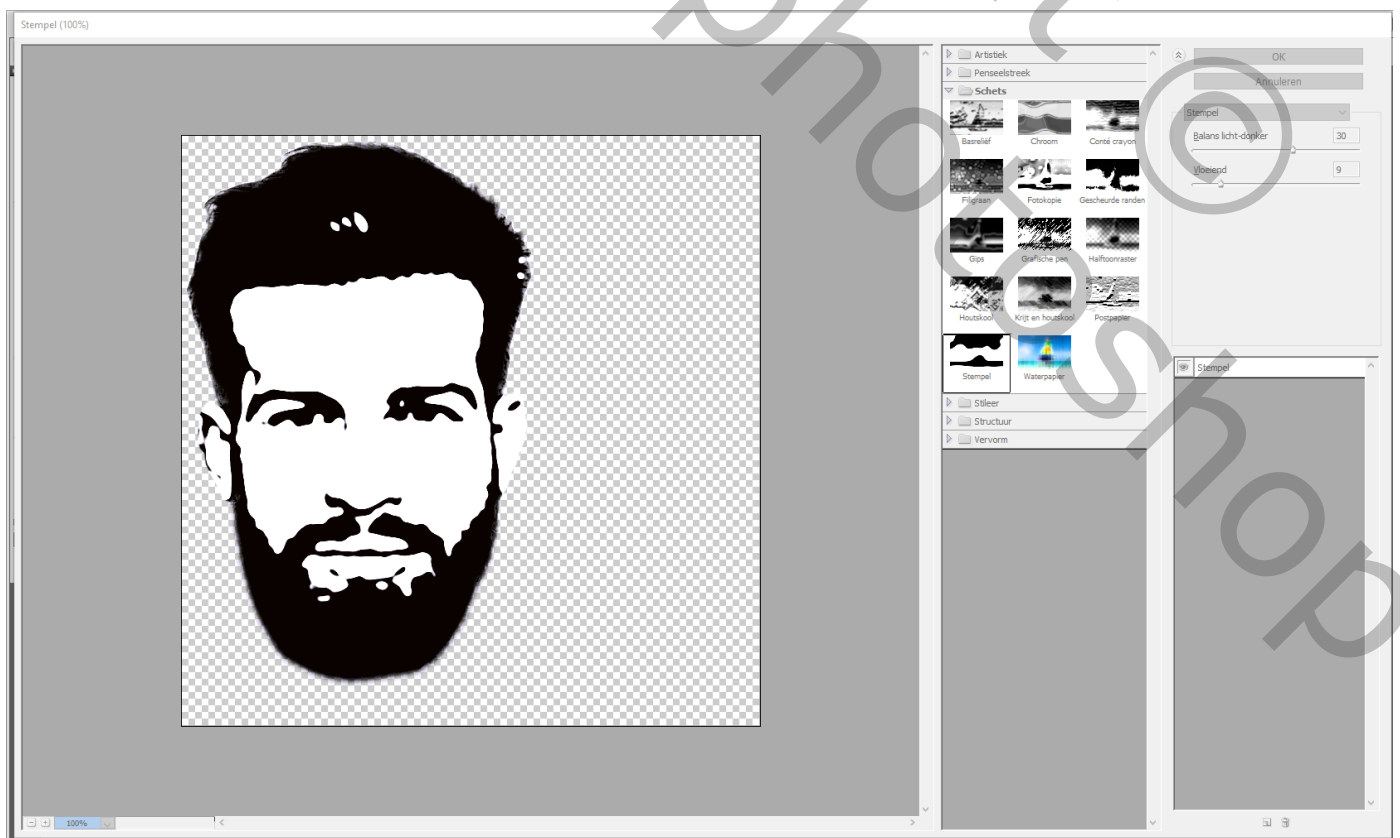 Stempel (100%)
Artistiek
Penseelstreek
Schets
Basreliëf
Chroom
Conté crayon
Filigraan
Fotokopie
Gescheurde randen
Gips
Grafische pen
Halftoonraster
Houtskool
Krijt en houtskool
Postpapier
Stempel
Waterpapier
Stileer
Structuur
Vervorm
OK
Annuleren
Stempel
Balans licht-donker 30
Vloeiend 9
Stempel
100%
photoshop ©